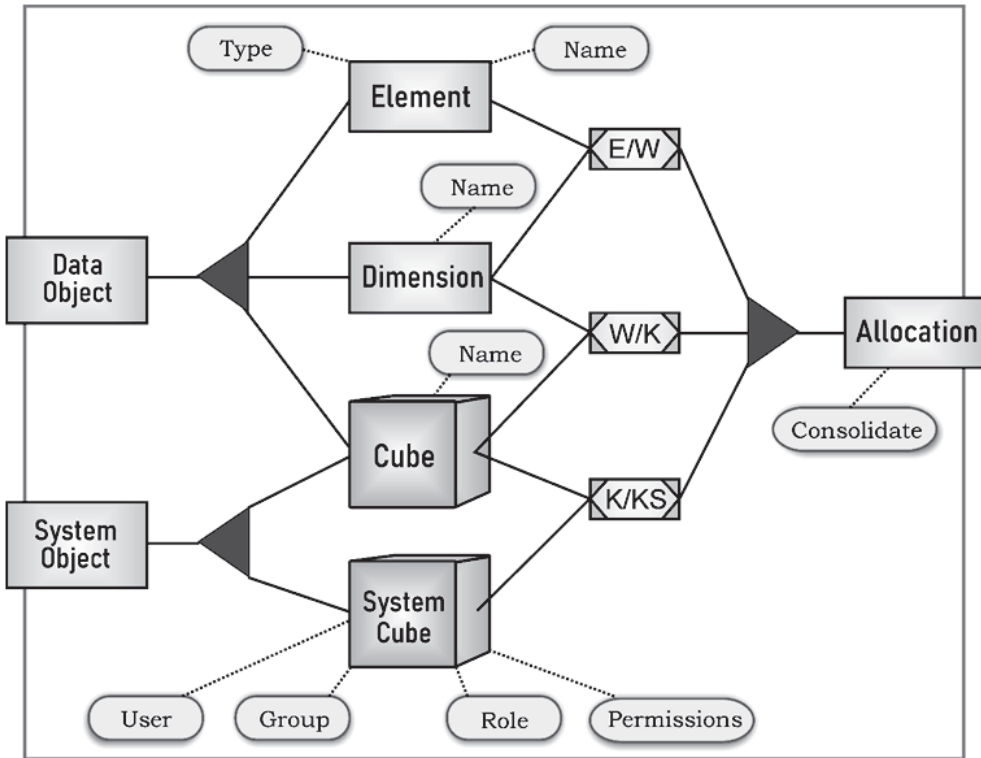 Type
Name
Element
E/W
Name
Data
Object
Dimension
W/K
Allocation
Name
Consolidate
Cube
K/KS
System
Object
System
Cube
User
Group
Role
Permissions